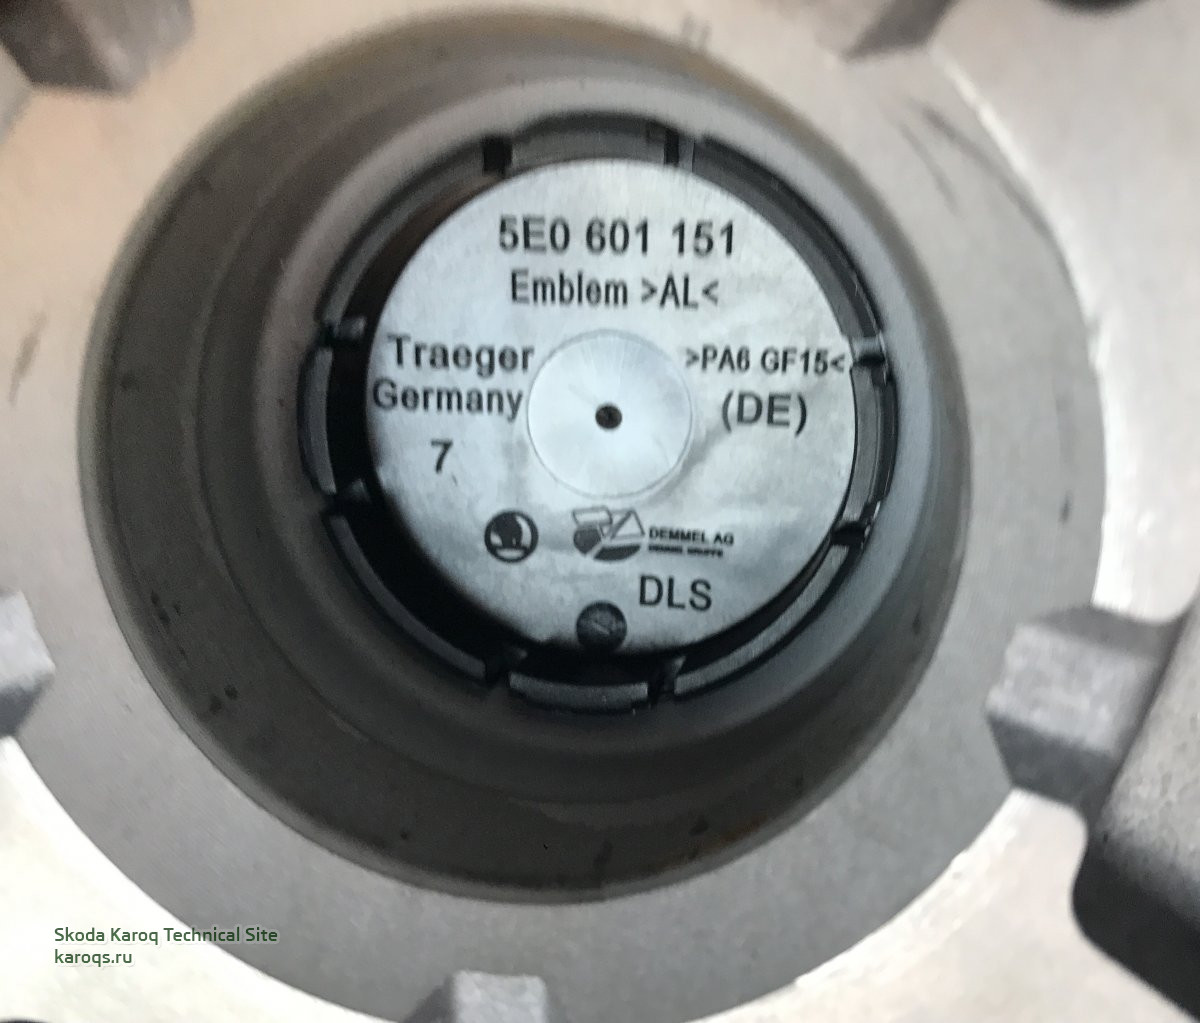 5E0 601 151
Emblem >AL<
Traeger
Germany
7
>PA6 GF15<
(DE)
DEMMEL AG
DLS
Skoda Karoq Technical Site
karoqs.ru